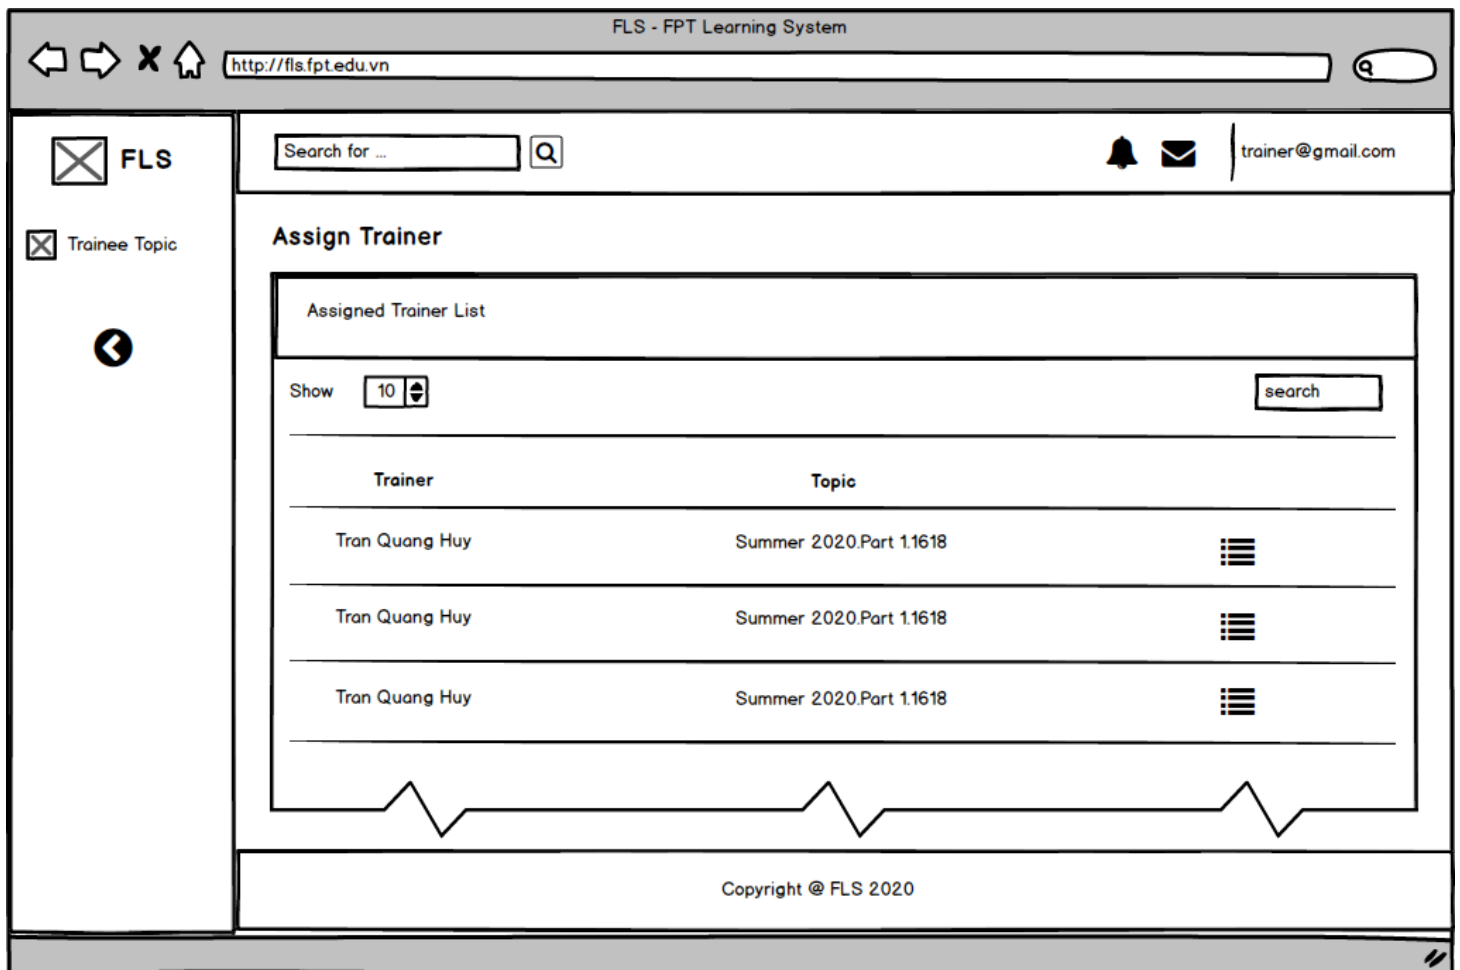 FLS - FPT Learning System
http://fls.fpt.edu.vn
FLS
Search for ...
trainer@gmail.com
Trainee Topic
Assign Trainer
Assigned Trainer List
Show 10 search
Trainer Topic
Tran Quang Huy Summer 2020.Part 1.1618
Tran Quang Huy Summer 2020.Part 1.1618
Tran Quang Huy Summer 2020.Part 1.1618
Copyright @ FLS 2020